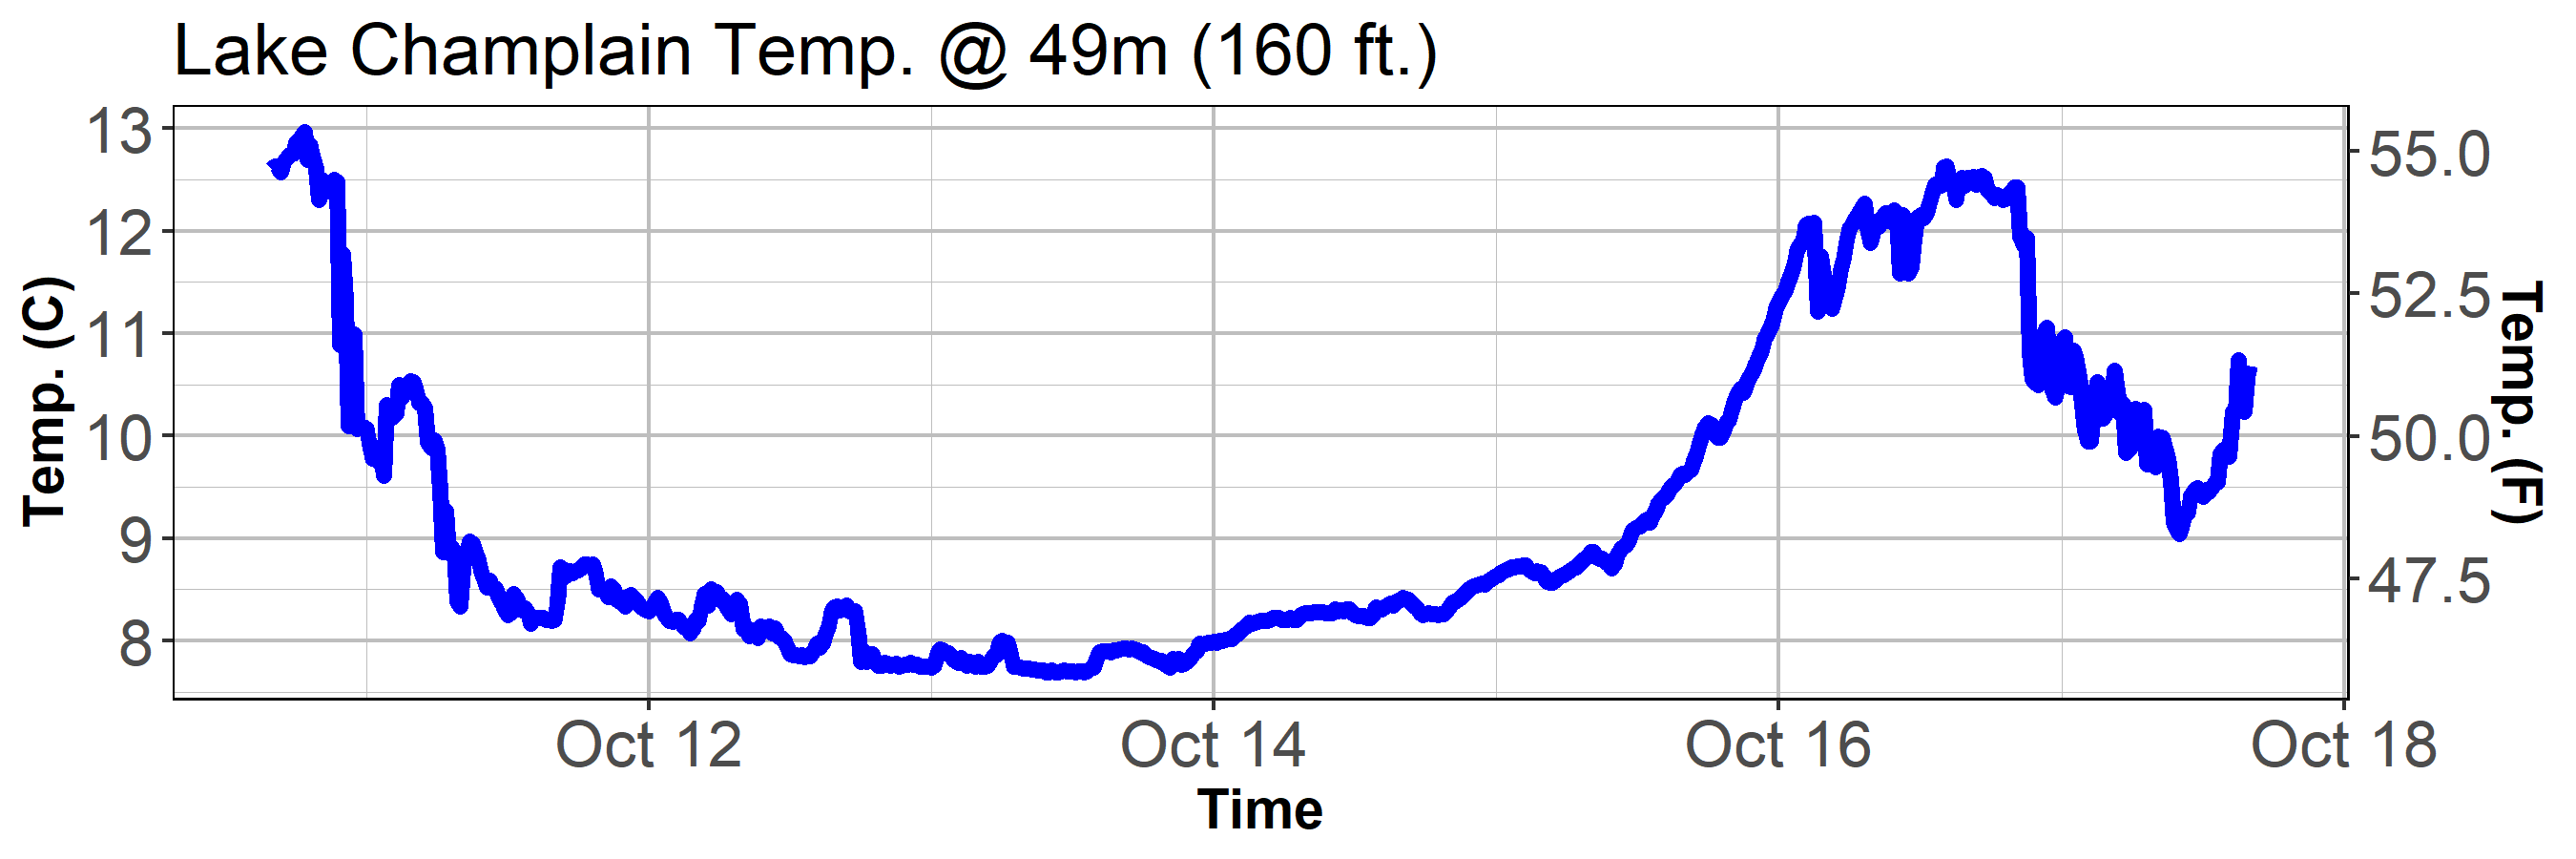 Lake Champlain Temp. @ 49m (160 ft.)
13
12
11
10
9
8
Temp. (C)
55.0
52.5
50.0
47.5
Temp. (F)
Oct 12 Oct 14 Oct 16 Oct 18
Time